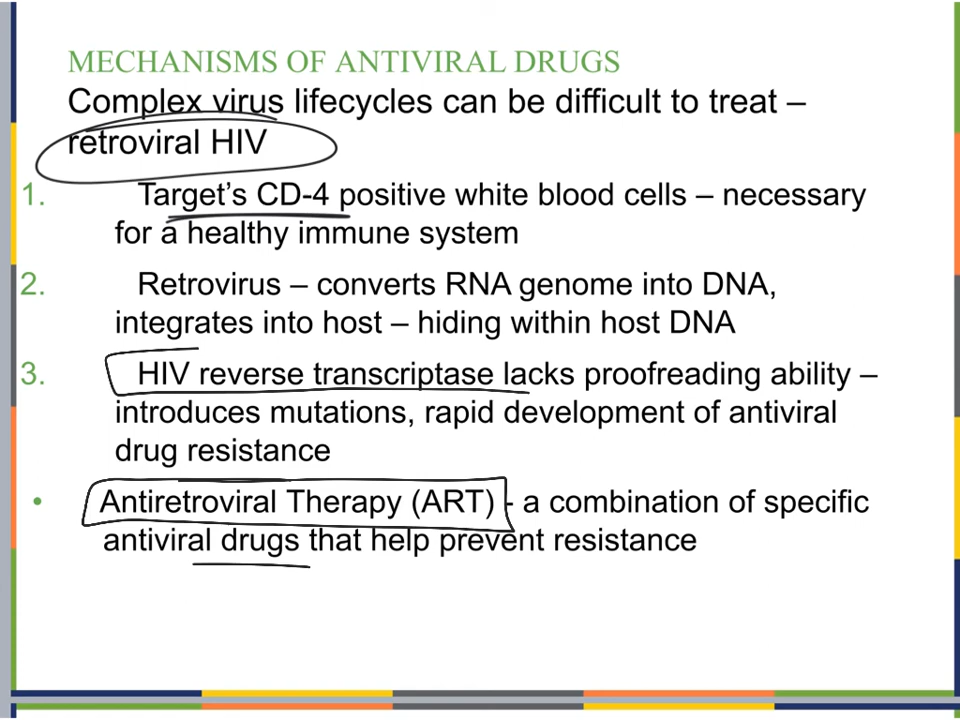 MECHANISMS OF ANTIVIRAL DRUGS
Complex virus lifecycles can be difficult to treat –
retroviral HIV
1. Target's CD-4 positive white blood cells – necessary
for a healthy immune system
2. Retrovirus – converts RNA genome into DNA,
integrates into host – hiding within host DNA
3. HIV reverse transcriptase lacks proofreading ability –
introduces mutations, rapid development of antiviral
drug resistance
• Antiretroviral Therapy (ART) - a combination of specific
antiviral drugs that help prevent resistance